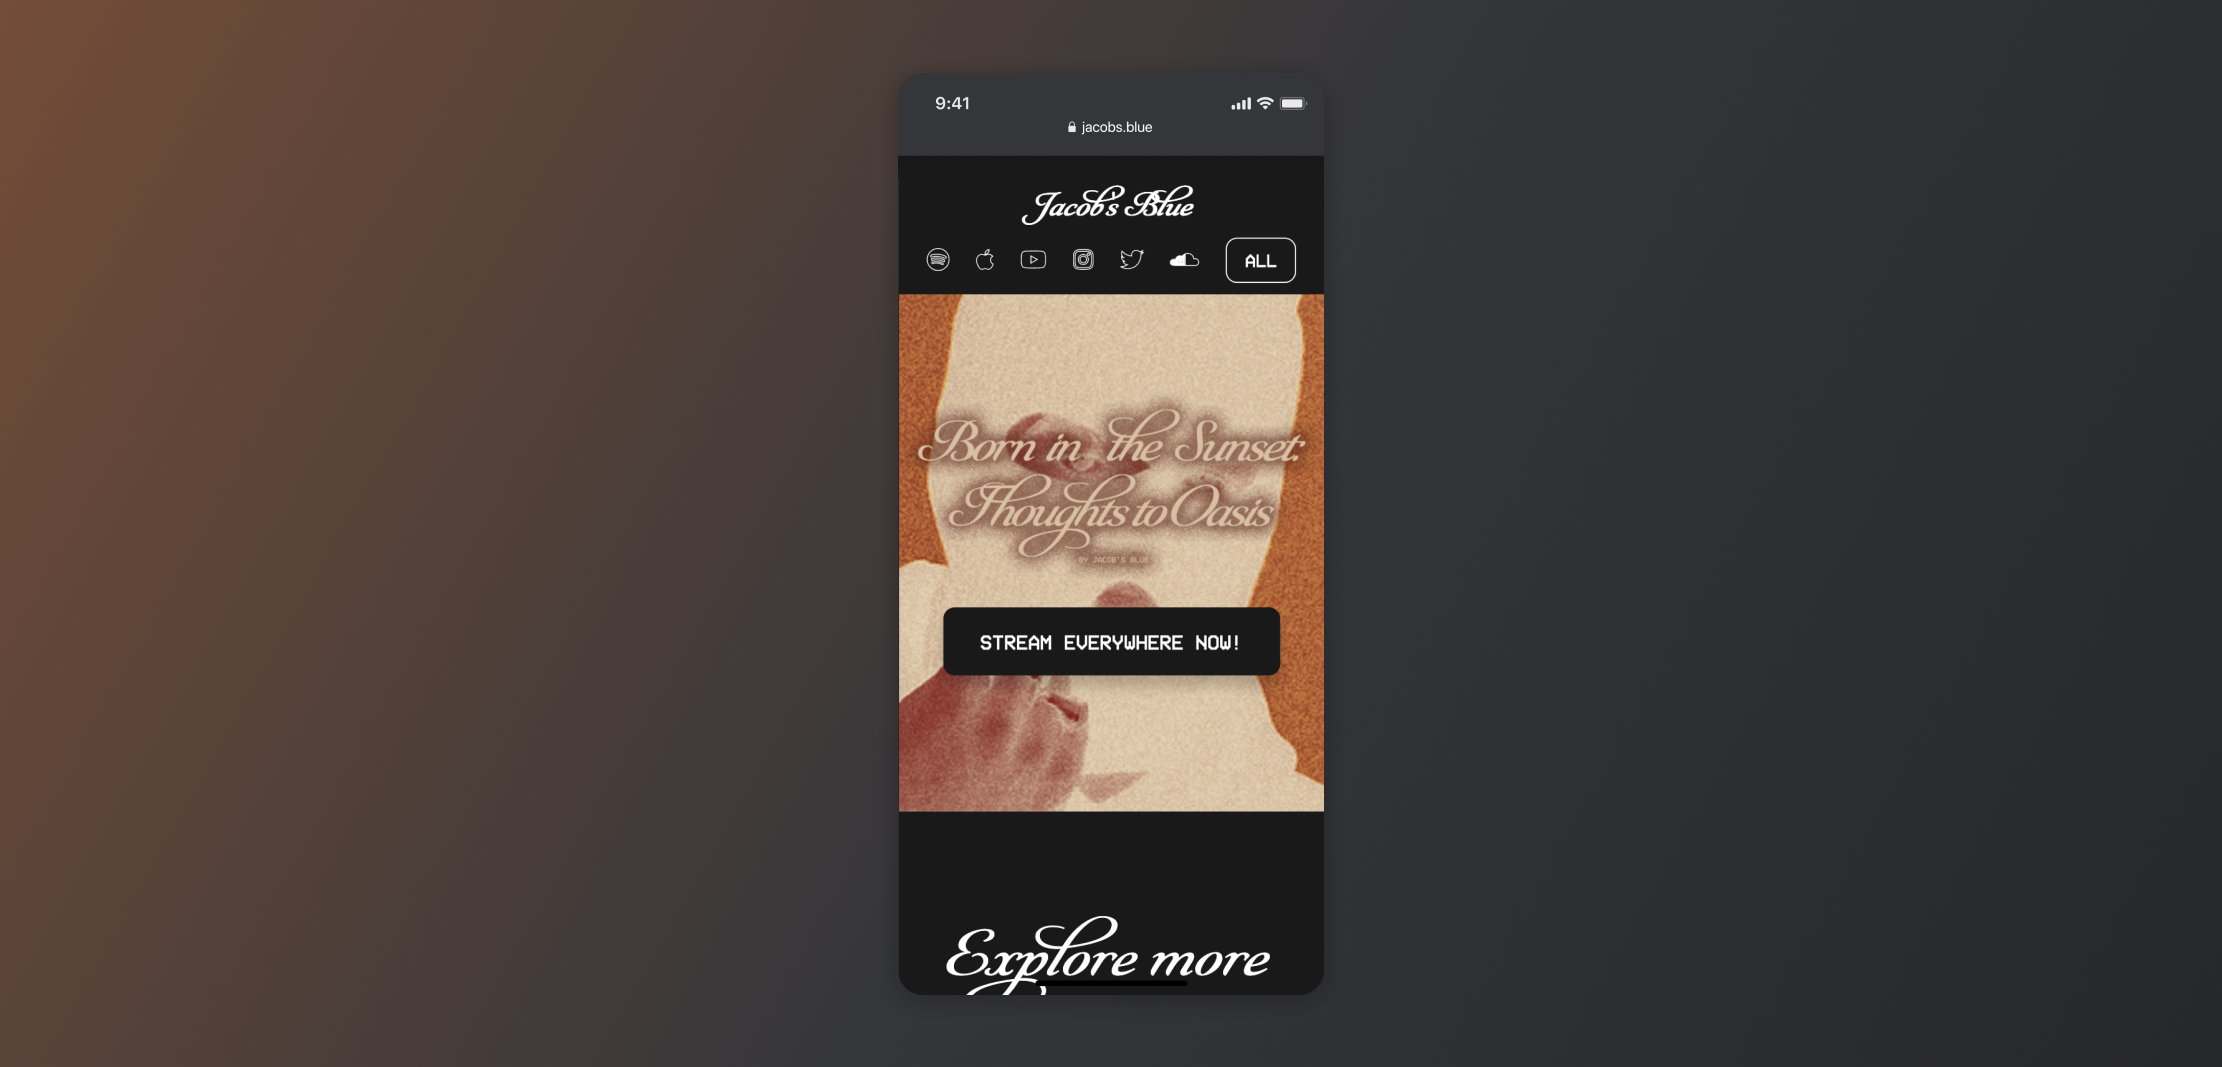 9:41
jacobs.blue
Jacob's Blue
ALL
Born in the Sunset:
Thoughts to Oasis
BY JACOB'S BLUE
STREAM EVERYWHERE NOW!
Explore more